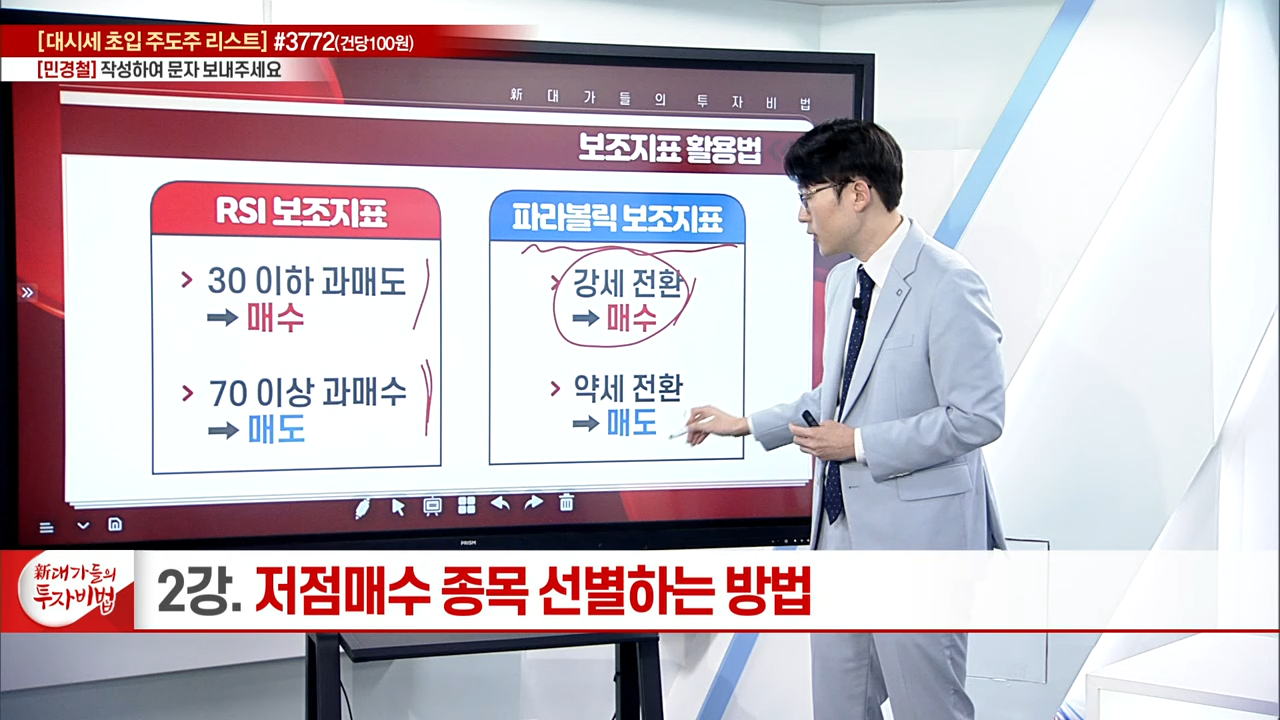 [대시세 초입 주도주 리스트] #3772(건당100원)
[민경철] 작성하여 문자 보내주세요
新 대 가 들 의 투 자 비 법
보조지표 활용법
RSI 보조지표
30 이하 과매도
➡ 매수
70 이상 과매수
➡ 매도
파라볼릭 보조지표
강세 전환
➡ 매수
약세 전환
➡ 매도
PRISM
新대가들의
투자비법
2강. 저점매수 종목 선별하는 방법